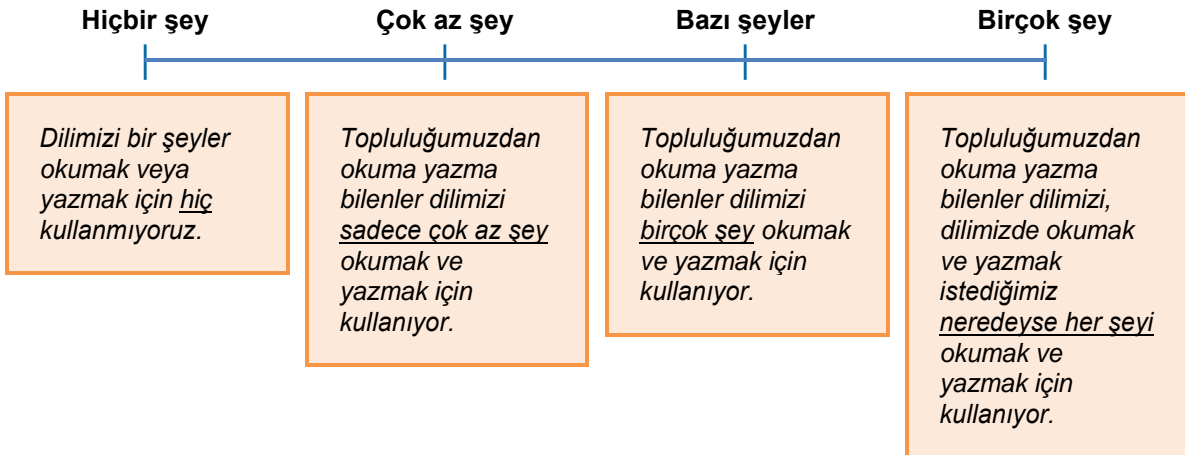 Hiçbir şey
Çok az şey
Bazı şeyler
Birçok şey
Dilimizi bir şeyler
okumak veya
yazmak için hiç
kullanmıyoruz.
Topluluğumuzdan
okuma yazma
bilenler dilimizi
sadece çok az şey
okumak ve
yazmak için
kullanıyor.
Topluluğumuzdan
okuma yazma
bilenler dilimizi
birçok şey okumak
ve yazmak için
kullanıyor.
Topluluğumuzdan
okuma yazma
bilenler dilimizi,
dilimizde okumak
ve yazmak
istediğimiz
neredeyse her şeyi
okumak ve
yazmak için
kullanıyor.